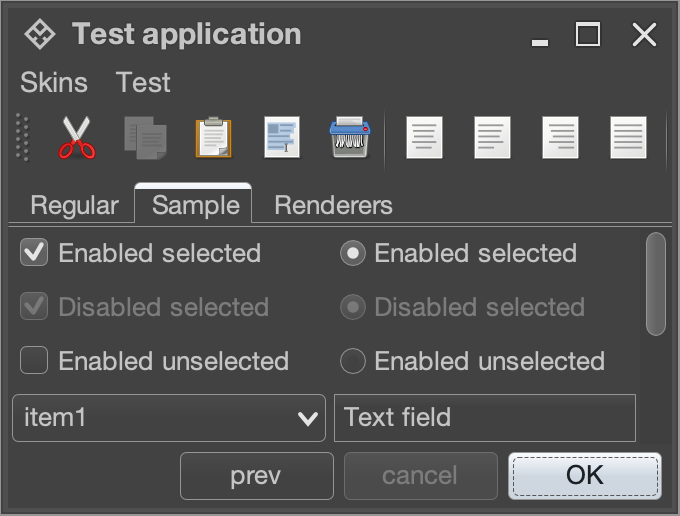 Test application
Skins Test
Regular Sample Renderers
Enabled selected Enabled selected
Disabled selected Disabled selected
Enabled unselected Enabled unselected
item1 Text field
prev cancel OK